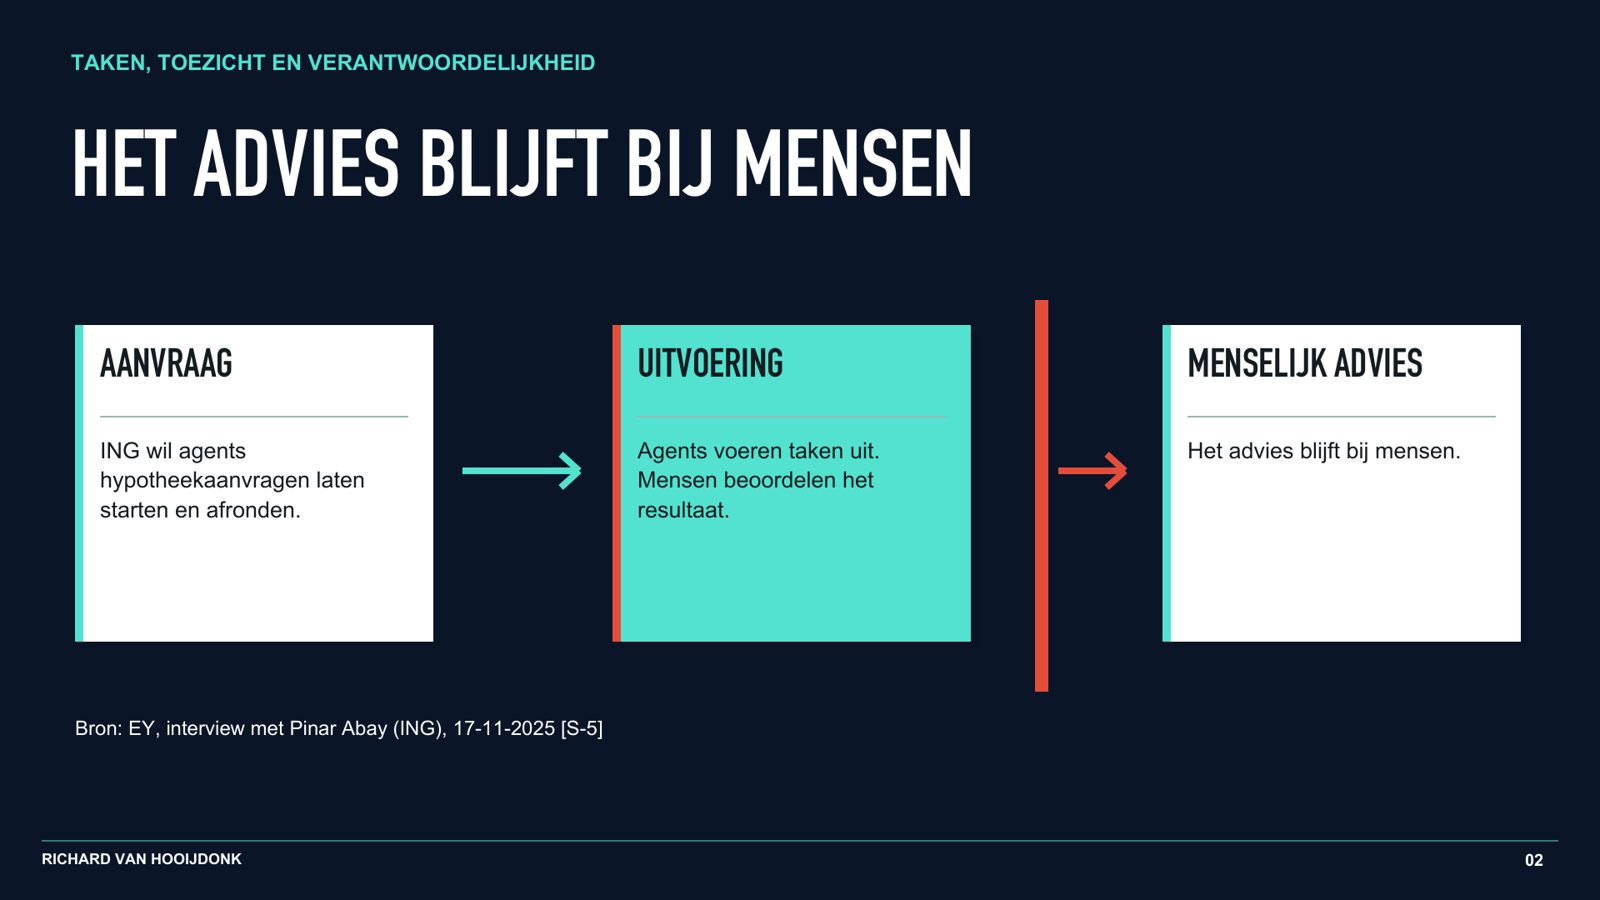 TAKEN, TOEZICHT EN VERANTWOORDELIJKHEID
HET ADVIES BLIJFT BIJ MENSEN
AANVRAAG
ING wil agents
hypotheekaanvragen laten
starten en afronden.
UITVOERING
Agents voeren taken uit.
Mensen beoordelen het
resultaat.
MENSELIJK ADVIES
Het advies blijft bij mensen.
Bron: EY, interview met Pinar Abay (ING), 17-11-2025 [S-5]
RICHARD VAN HOOIJDONK
02